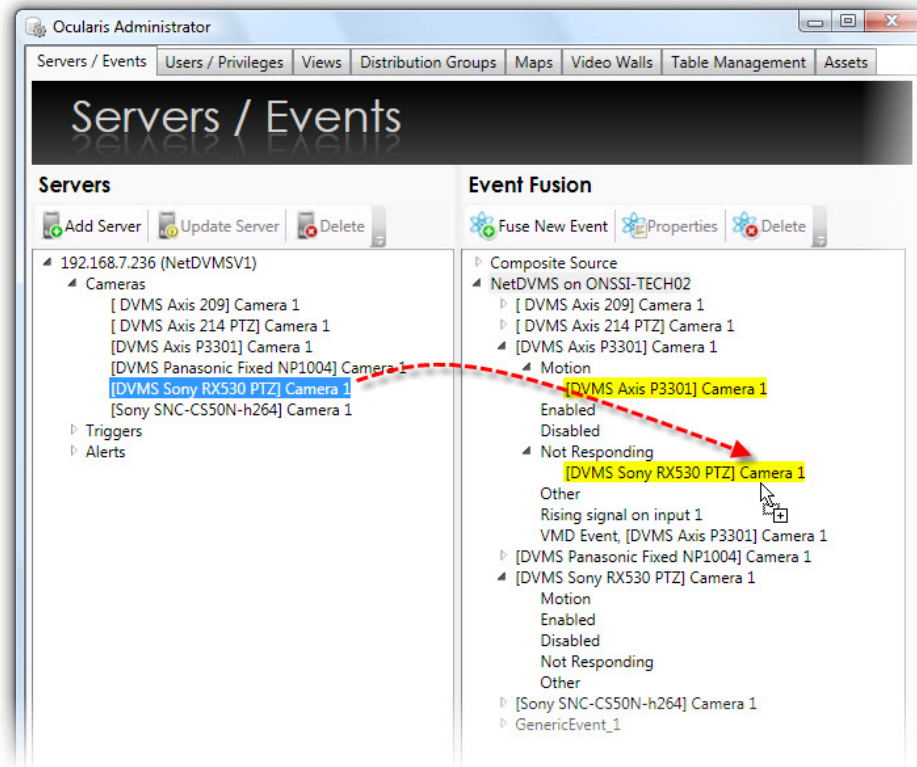 Ocularis Administrator
Servers / Events Users / Privileges Views Distribution Groups Maps Video Walls Table Management Assets
Servers / Events
Servers
Add Server Update Server Delete
192.168.7.236 (NetDVMSV1)
Cameras
[ DVMS Axis 209] Camera 1
[ DVMS Axis 214 PTZ] Camera 1
[DVMS Axis P3301] Camera 1
[DVMS Panasonic Fixed NP1004] Camera 1
[DVMS Sony RX530 PTZ] Camera 1
[Sony SNC-CS50N-h264] Camera 1
Triggers
Alerts
Event Fusion
Fuse New Event Properties Delete
Composite Source
NetDVMS on ONSSI-TECH02
[ DVMS Axis 209] Camera 1
[ DVMS Axis 214 PTZ] Camera 1
[DVMS Axis P3301] Camera 1
Motion
[DVMS Axis P3301] Camera 1
Enabled
Disabled
Not Responding
[DVMS Sony RX530 PTZ] Camera 1
Other
Rising signal on input 1
VMD Event, [DVMS Axis P3301] Camera 1
[DVMS Panasonic Fixed NP1004] Camera 1
[DVMS Sony RX530 PTZ] Camera 1
Motion
Enabled
Disabled
Not Responding
Other
[Sony SNC-CS50N-h264] Camera 1
GenericEvent_1